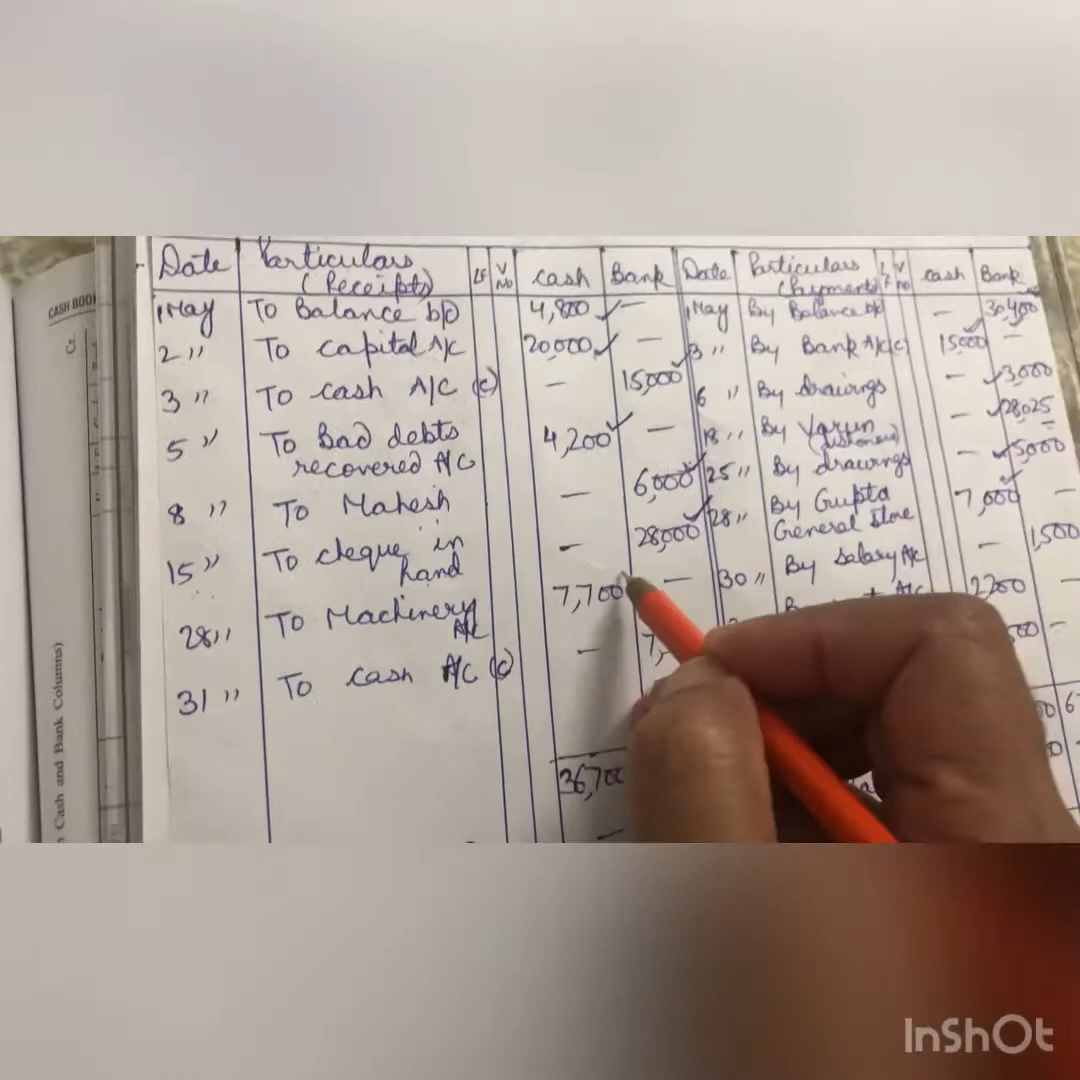 CASH BOOK
Cr.
Cash and Bank Columns)
Date Particulars (Receipts) LF V No Cash Bank Date Particulars (Payments) L F V No Cash Bank
1 May To Balance b/d 4,800 — 1 May By Balance b/d — 30,400
2 " To Capital A/c 20,000 — 3 " By Bank A/c (C) 15,000 —
3 " To cash A/c (c) — 15,000 6 " By drawings — 3,000
5 " To Bad debts recovered A/c 4,200 — 18 " By Varun — 28,025
8 " To Mahesh — 6,000 25 " By drawings — 5,000
15 " To cheque in hand — 28,000 28 " By Gupta General Store 7,000 —
28 " To Machinery A/c 7,700 — 30 " By Salary A/c — 1,500
31 " To cash A/c (c) — 7, 2200
36,700
—
InShOt